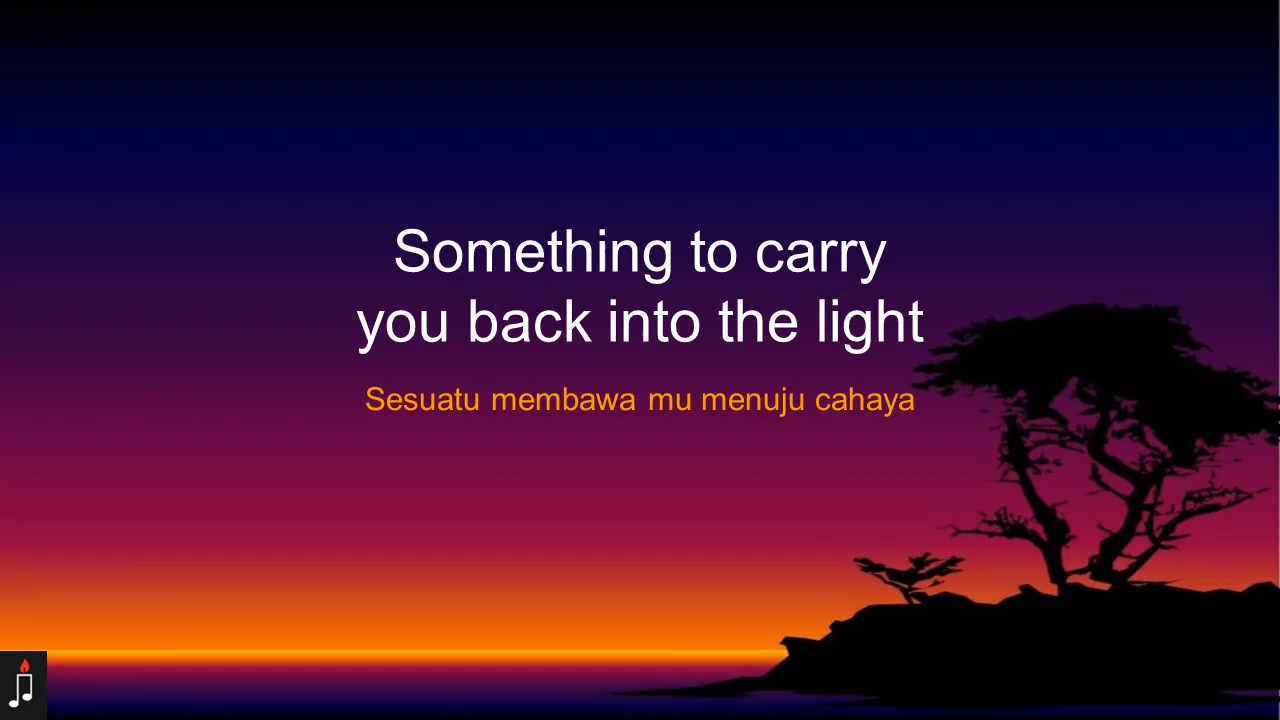 Something to carry
you back into the light
Sesuatu membawa mu menuju cahaya